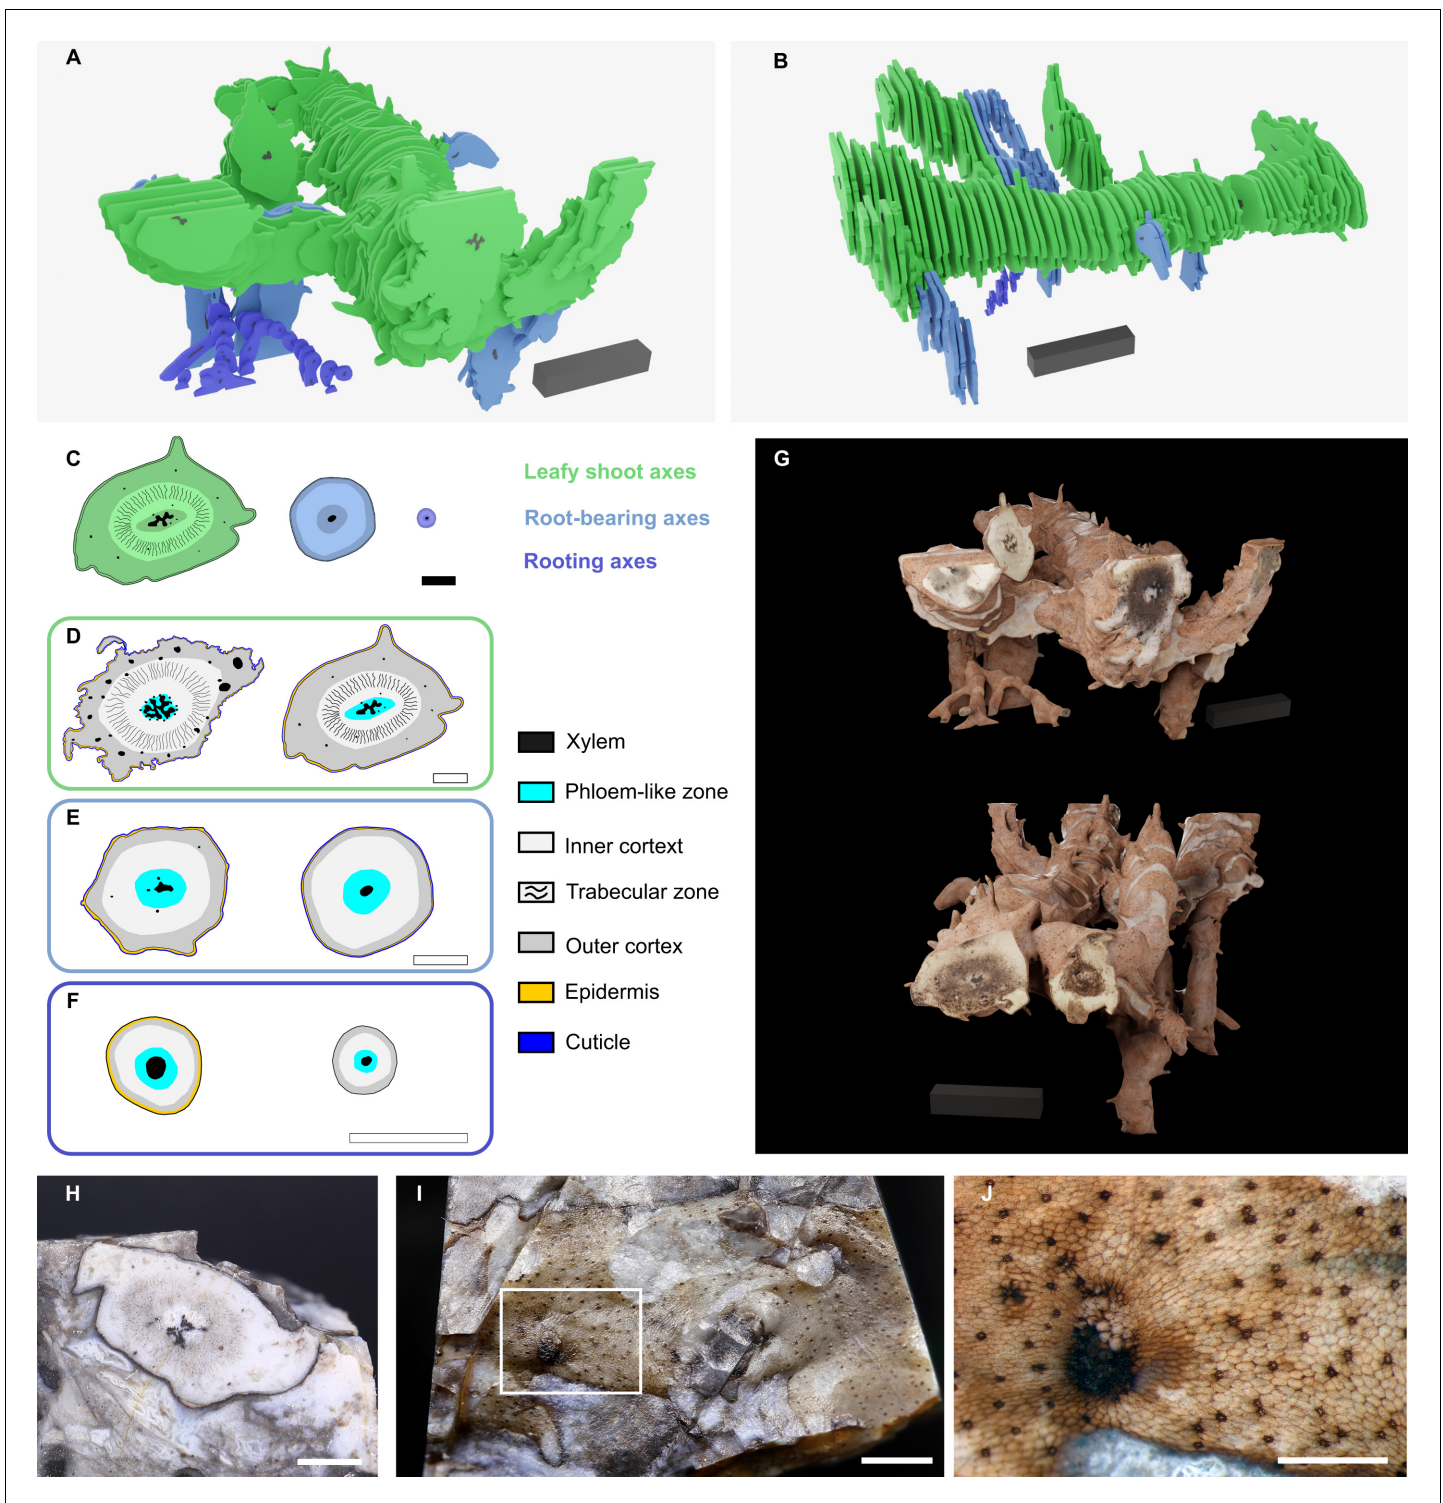 A
B
C
Leafy shoot axes
Root-bearing axes
Rooting axes
G
D
Xylem
Phloem-like zone
E
Inner cortext
Trabecular zone
Outer cortex
F
Epidermis
Cuticle
H
I
J